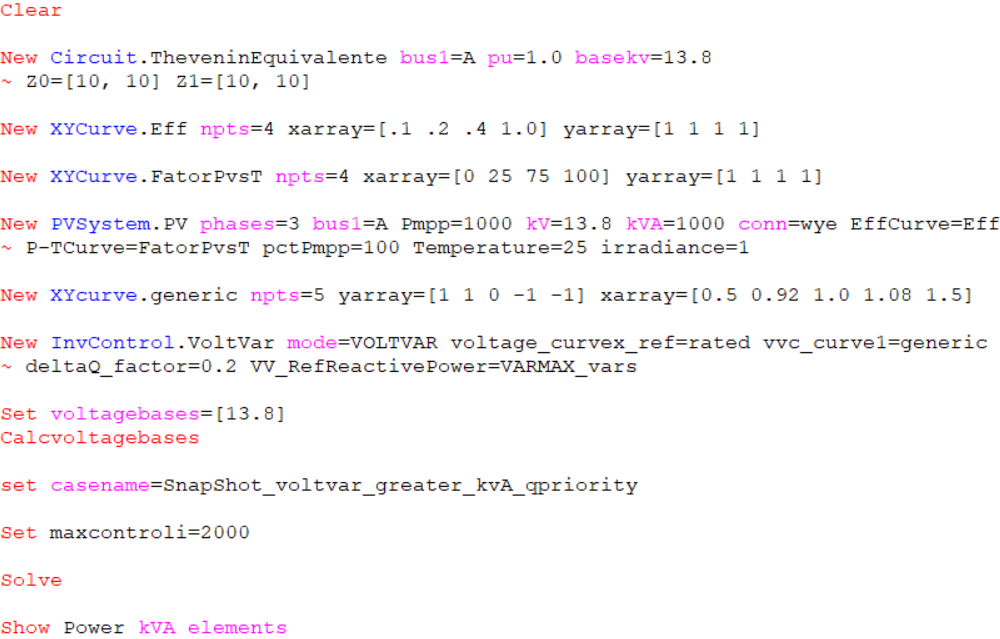 Clear
New Circuit.TheveninEquivalente bus1=A pu=1.0 basekv=13.8
~ Z0=[10, 10] Z1=[10, 10]
New XYCurve.Eff npts=4 xarray=[.1 .2 .4 1.0] yarray=[1 1 1 1]
New XYCurve.FatorPvsT npts=4 xarray=[0 25 75 100] yarray=[1 1 1 1]
New PVSystem.PV phases=3 bus1=A Pmpp=1000 kV=13.8 kVA=1000 conn=wye EffCurve=Eff
~ P-TCurve=FatorPvsT pctPmpp=100 Temperature=25 irradiance=1
New XYcurve.generic npts=5 yarray=[1 1 0 -1 -1] xarray=[0.5 0.92 1.0 1.08 1.5]
New InvControl.VoltVar mode=VOLTVAR voltage_curvex_ref=rated vvc_curve1=generic
~ deltaQ_factor=0.2 VV_RefReactivePower=VARMAX_vars
Set voltagebases=[13.8]
Calcvoltagebases
set casename=SnapShot_voltvar_greater_kvA_qpriority
Set maxcontroli=2000
Solve
Show Power kVA elements